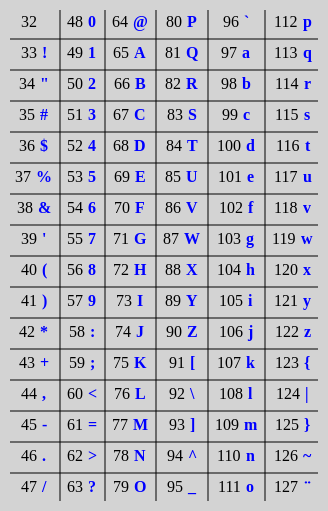 32 48 0 64 @ 80 P 96 ` 112 p
33 ! 49 1 65 A 81 Q 97 a 113 q
34 " 50 2 66 B 82 R 98 b 114 r
35 # 51 3 67 C 83 S 99 c 115 s
36 $ 52 4 68 D 84 T 100 d 116 t
37 % 53 5 69 E 85 U 101 e 117 u
38 & 54 6 70 F 86 V 102 f 118 v
39 ' 55 7 71 G 87 W 103 g 119 w
40 ( 56 8 72 H 88 X 104 h 120 x
41 ) 57 9 73 I 89 Y 105 i 121 y
42 * 58 : 74 J 90 Z 106 j 122 z
43 + 59 ; 75 K 91 [ 107 k 123 {
44 , 60 < 76 L 92 \ 108 l 124 |
45 - 61 = 77 M 93 ] 109 m 125 }
46 . 62 > 78 N 94 ^ 110 n 126 ~
47 / 63 ? 79 O 95 _ 111 o 127 ¨